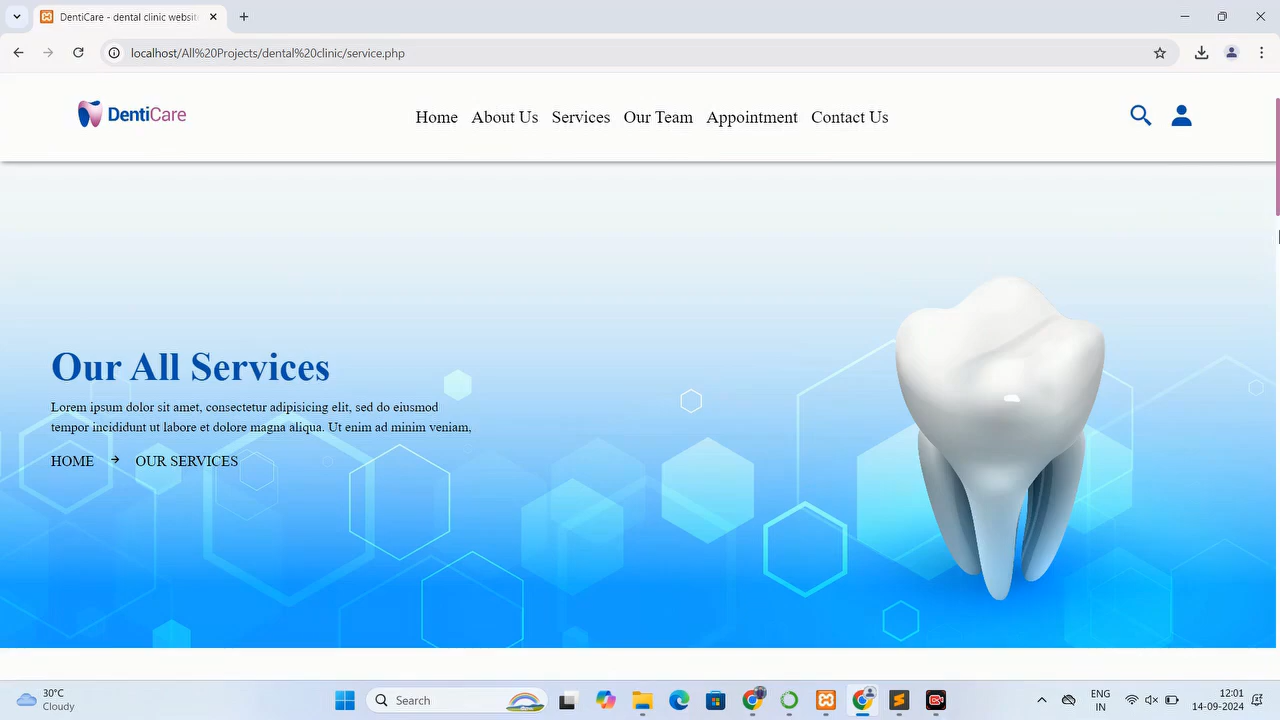 DentiCare - dental clinic websit
localhost/All%20Projects/dental%20clinic/service.php
DentiCare
Home About Us Services Our Team Appointment Contact Us
Our All Services
Lorem ipsum dolor sit amet, consectetur adipisicing elit, sed do eiusmod
tempor incididunt ut labore et dolore magna aliqua. Ut enim ad minim veniam,
HOME → OUR SERVICES
30°C
Cloudy
Search
ENG
IN
12:01
14-09-2024